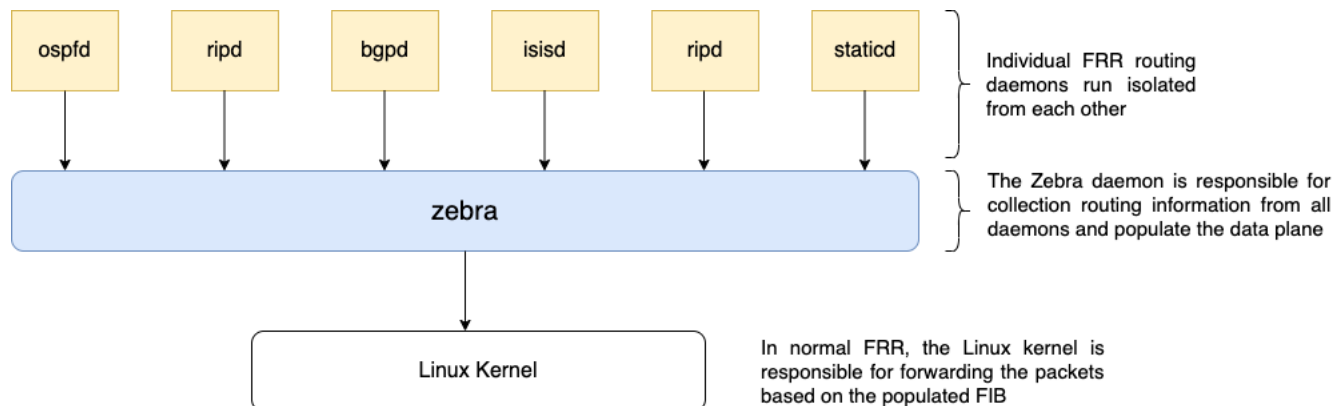 ospfd
ripd
bgpd
isisd
ripd
staticd
Individual FRR routing
daemons run isolated
from each other
zebra
The Zebra daemon is responsible for
collection routing information from all
daemons and populate the data plane
Linux Kernel
In normal FRR, the Linux kernel is
responsible for forwarding the packets
based on the populated FIB